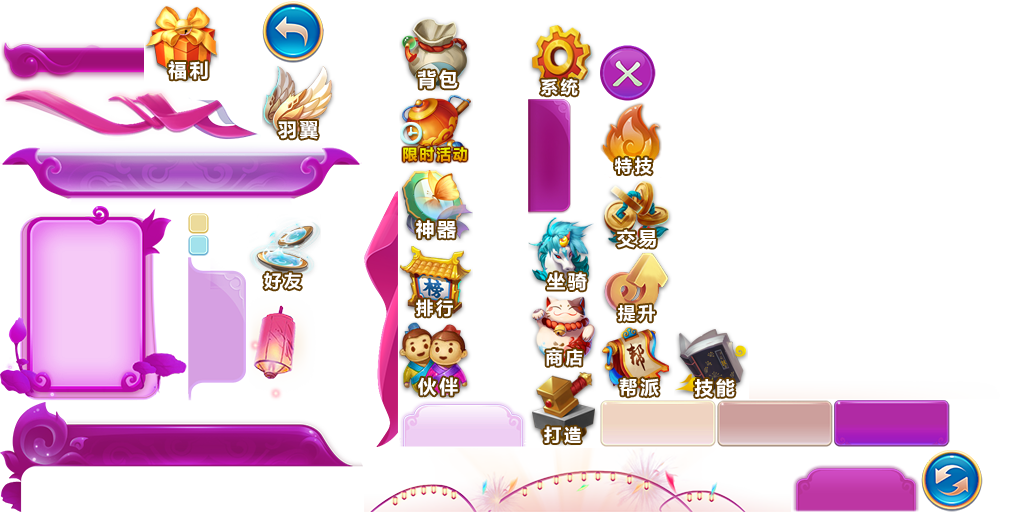 福利
羽翼
好友
背包
限时活动
神器
排行
榜
伙伴
系统
坐骑
商店
打造
特技
交易
提升
帮
帮派
技能